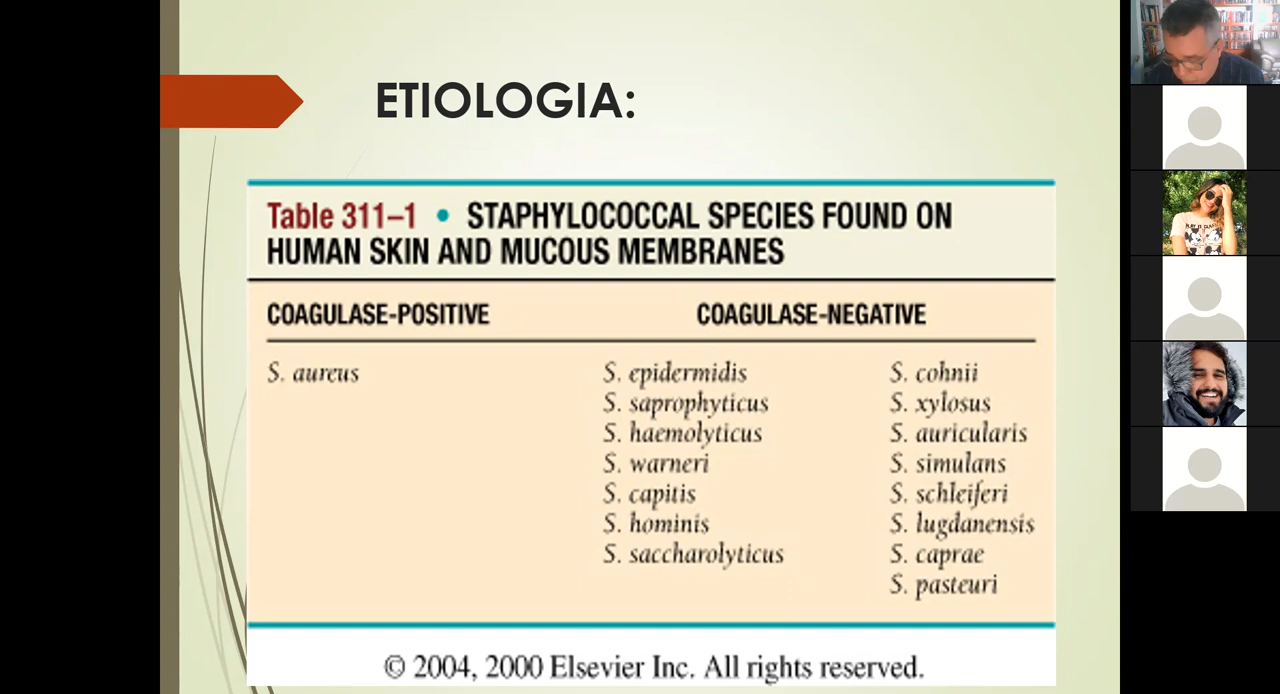 ETIOLOGIA:
Table 311–1 • STAPHYLOCOCCAL SPECIES FOUND ON
HUMAN SKIN AND MUCOUS MEMBRANES
COAGULASE-POSITIVE COAGULASE-NEGATIVE
S. aureus S. epidermidis S. cohnii
S. saprophyticus S. xylosus
S. haemolyticus S. auricularis
S. warneri S. simulans
S. capitis S. schleiferi
S. hominis S. lugdanensis
S. saccharolyticus S. caprae
S. pasteuri
© 2004, 2000 Elsevier Inc. All rights reserved.